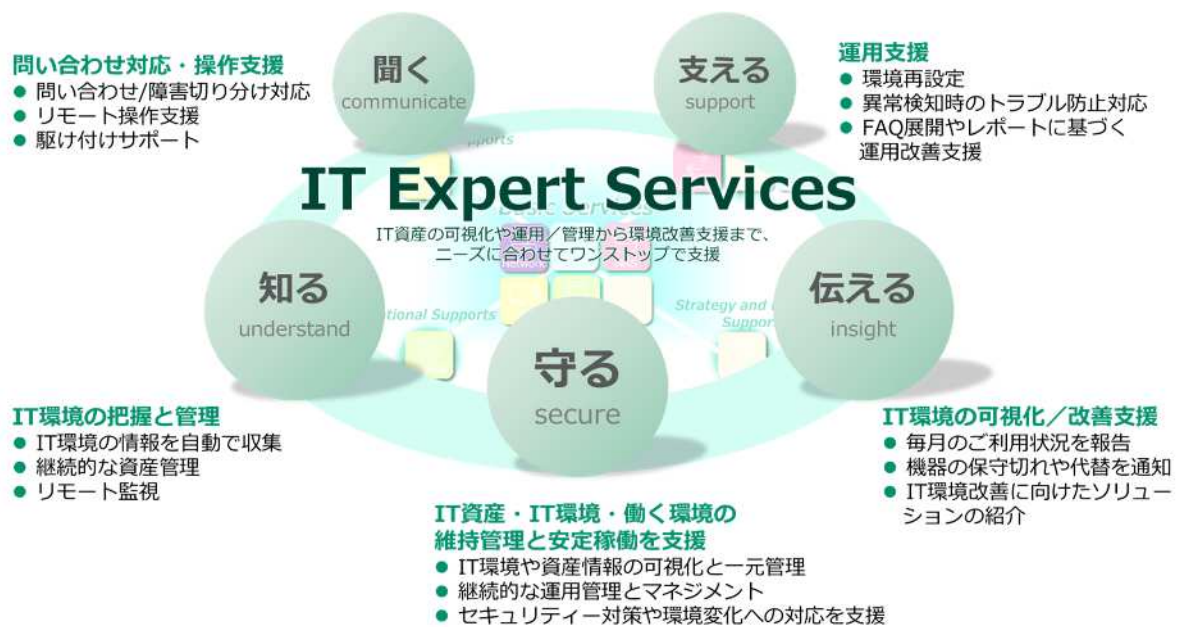 聞く
communicate
支える
support
問い合わせ対応・操作支援
● 問い合わせ/障害切り分け対応
● リモート操作支援
● 駆け付けサポート
運用支援
● 環境再設定
● 異常検知時のトラブル防止対応
● FAQ展開やレポートに基づく
運用改善支援
IT Expert Services
Basic Services
IT資産の可視化や運用／管理から環境改善支援まで、
ニーズに合わせてワンストップで支援
知る
understand
伝える
insight
Supports
Strategy and
守る
secure
IT環境の把握と管理
● IT環境の情報を自動で収集
● 継続的な資産管理
● リモート監視
IT環境の可視化／改善支援
● 毎月のご利用状況を報告
● 機器の保守切れや代替を通知
● IT環境改善に向けたソリュー
ションの紹介
IT資産・IT環境・働く環境の
維持管理と安定稼働を支援
● IT環境や資産情報の可視化と一元管理
● 継続的な運用管理とマネジメント
● セキュリティー対策や環境変化への対応を支援